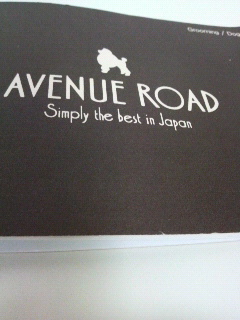 Grooming / Dog
AVENUE ROAD
Simply the best in Japan